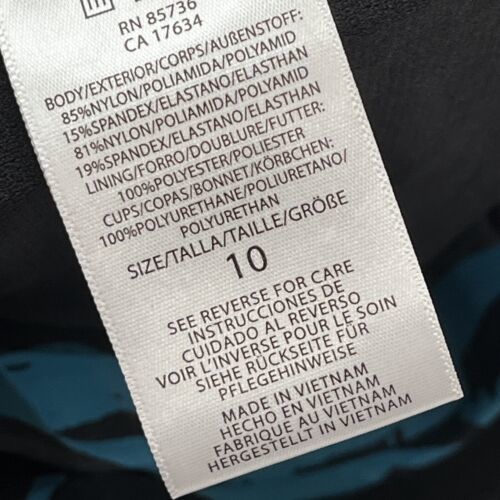 RN 85736
CA 17634
BODY/EXTERIOR/CORPS/AUßENSTOFF:
85%NYLON/POLIAMIDA/POLYAMID
15%SPANDEX/ELASTANO/ELASTHAN
81%NYLON/POLIAMIDA/POLYAMID
19%SPANDEX/ELASTANO/ELASTHAN
LINING/FORRO/DOUBLURE/FUTTER:
100%POLYESTER/POLIESTER
CUPS/COPAS/BONNET/KÖRBCHEN:
100%POLYURETHANE/POLIURETANO/
POLYURETHAN
SIZE/TALLA/TAILLE/GRÖßE
10
SEE REVERSE FOR CARE
INSTRUCCIONES DE
CUIDADO AL REVERSO
VOIR L'INVERSE POUR LE SOIN
SIEHE RÜCKSEITE FÜR
PFLEGEHINWEISE
MADE IN VIETNAM
HECHO EN VIETNAM
FABRIQUE AU VIETNAM
HERGESTELLT IN VIETNAM